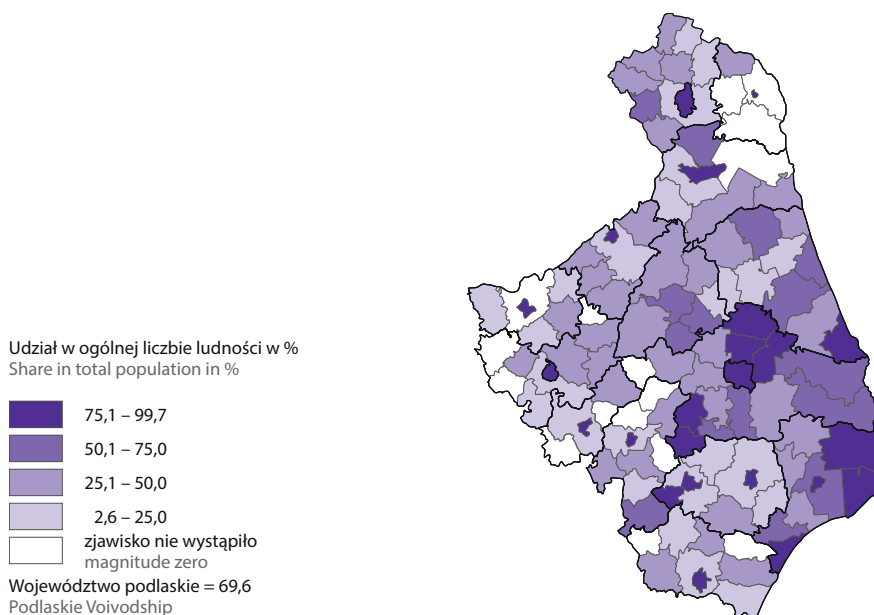 Udział w ogólnej liczbie ludności w %
Share in total population in %
75,1 – 99,7
50,1 – 75,0
25,1 – 50,0
2,6 – 25,0
zjawisko nie wystąpiło
magnitude zero
Województwo podlaskie = 69,6
Podlaskie Voivodship